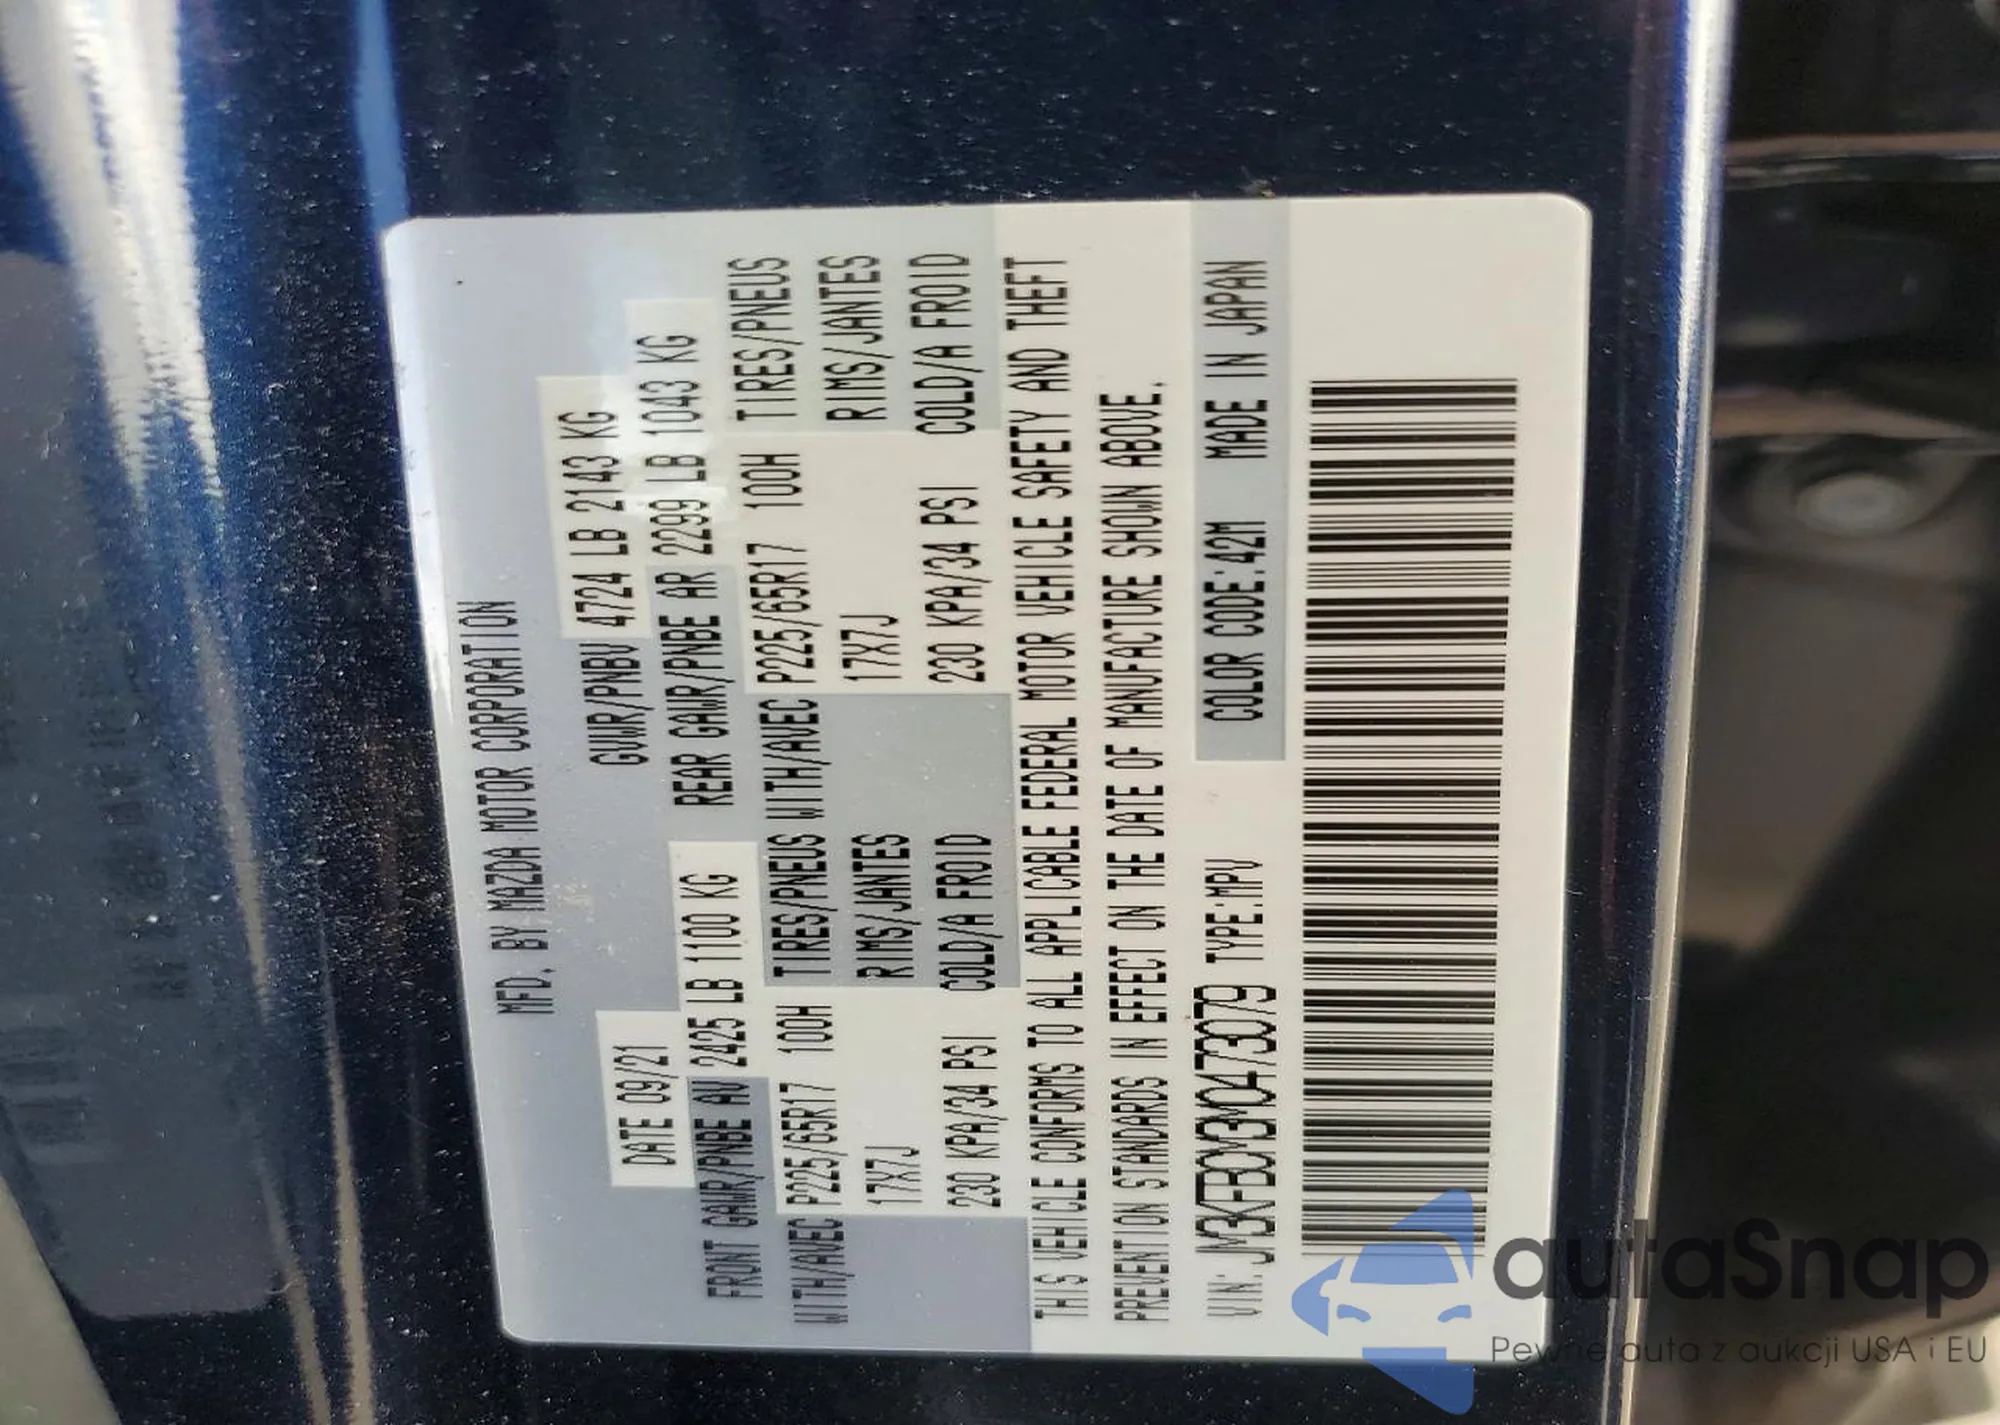 MFD. BY MAZDA MOTOR CORPORATION
DATE 09/21
GVWR/PNBV 4724 LB 2143 KG
FRONT GAWR/PNBE AV 2425 LB 1100 KG
REAR GAWR/PNBE AR 2299 LB 1043 KG
WITH/AVEC P225/65R17 100H TIRES/PNEUS WITH/AVEC P225/65R17 100H TIRES/PNEUS
17X7J RIMS/JANTES 17X7J RIMS/JANTES
230 KPA/34 PSI COLD/A FROID 230 KPA/34 PSI COLD/A FROID
THIS VEHICLE CONFORMS TO ALL APPLICABLE FEDERAL MOTOR VEHICLE SAFETY AND THEFT
PREVENTION STANDARDS IN EFFECT ON THE DATE OF MANUFACTURE SHOWN ABOVE.
VIN: JM3KFBCY3M0473079 TYPE:MPV COLOR CODE:42M MADE IN JAPAN
autaSnap
Pewne auta z aukcji USA i EU